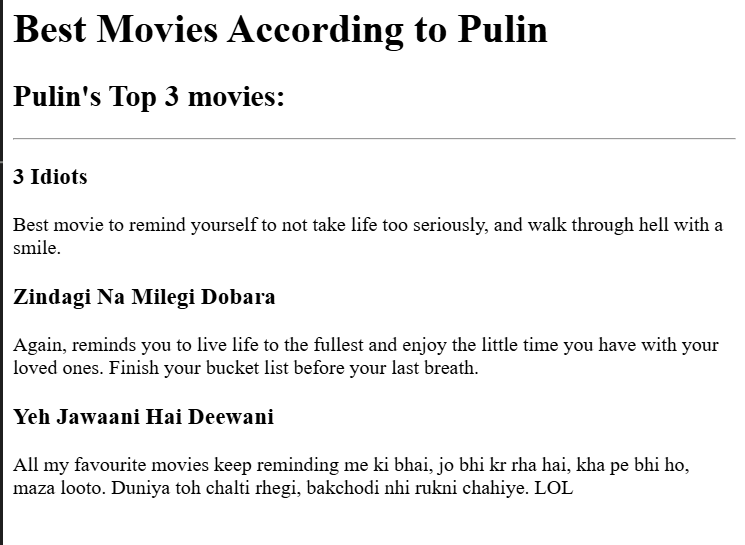 Best Movies According to Pulin
Pulin's Top 3 movies:
3 Idiots
Best movie to remind yourself to not take life too seriously, and walk through hell with a
smile.
Zindagi Na Milegi Dobara
Again, reminds you to live life to the fullest and enjoy the little time you have with your
loved ones. Finish your bucket list before your last breath.
Yeh Jawaani Hai Deewani
All my favourite movies keep reminding me ki bhai, jo bhi kr rha hai, kha pe bhi ho,
maza looto. Duniya toh chalti rhegi, bakchodi nhi rukni chahiye. LOL